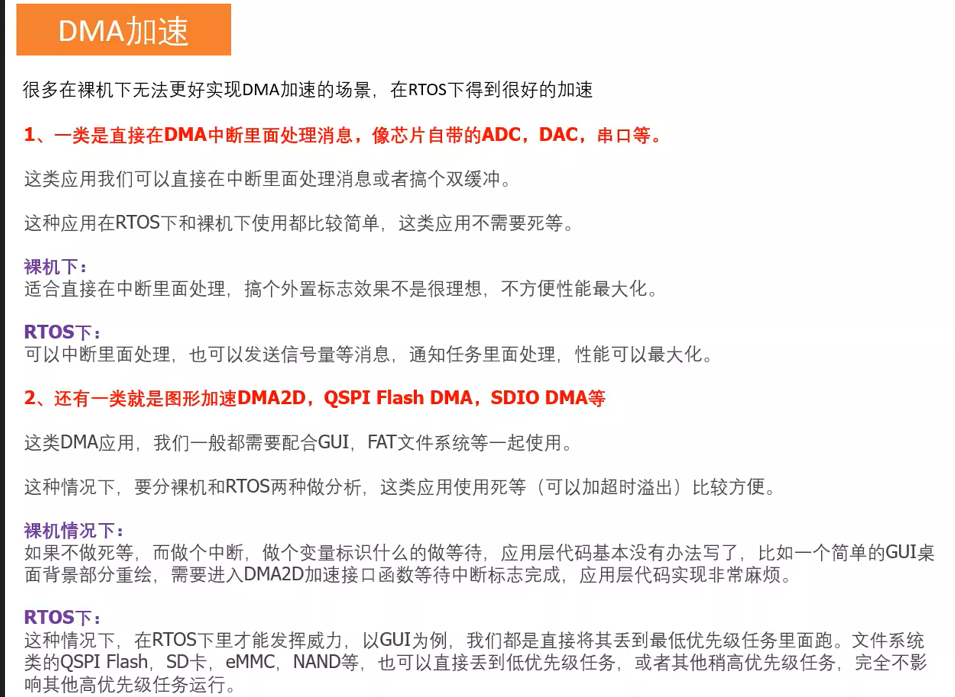 DMA加速
很多在裸机下无法更好实现DMA加速的场景，在RTOS下得到很好的加速
1、一类是直接在DMA中断里面处理消息，像芯片自带的ADC，DAC，串口等。
这类应用我们可以直接在中断里面处理消息或者搞个双缓冲。
这种应用在RTOS下和裸机下使用都比较简单，这类应用不需要死等。
裸机下：
适合直接在中断里面处理，搞个外置标志效果不是很理想，不方便性能最大化。
RTOS下：
可以中断里面处理，也可以发送信号量等消息，通知任务里面处理，性能可以最大化。
2、还有一类就是图形加速DMA2D，QSPI Flash DMA，SDIO DMA等
这类DMA应用，我们一般都需要配合GUI，FAT文件系统等一起使用。
这种情况下，要分裸机和RTOS两种做分析，这类应用使用死等（可以加超时溢出）比较方便。
裸机情况下：
如果不做死等，而做个中断，做个变量标识什么的做等待，应用层代码基本没有办法写了，比如一个简单的GUI桌
面背景部分重绘，需要进入DMA2D加速接口函数等待中断标志完成，应用层代码实现非常麻烦。
RTOS下：
这种情况下，在RTOS下里才能发挥威力，以GUI为例，我们都是直接将其丢到最低优先级任务里面跑。文件系统
类的QSPI Flash，SD卡，eMMC，NAND等，也可以直接丢到低优先级任务，或者其他稍高优先级任务，完全不影
响其他高优先级任务运行。